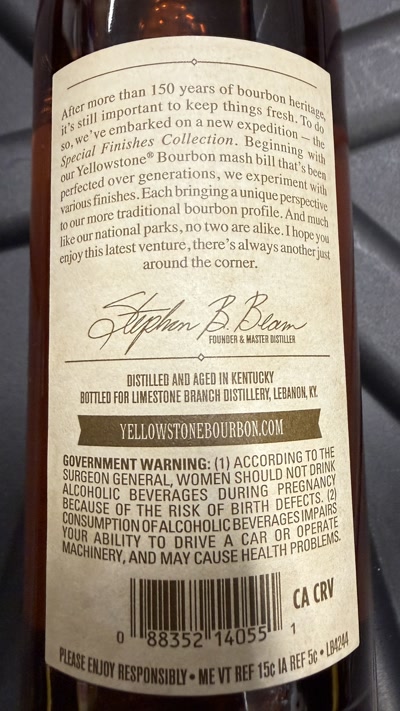 After more than 150 years of bourbon heritage,
it's still important to keep things fresh. To do
so, we've embarked on a new expedition – the
Special Finishes Collection. Beginning with
our Yellowstone® Bourbon mash bill that's been
perfected over generations, we experiment with
various finishes. Each bringing a unique perspective
to our more traditional bourbon profile. And much
like our national parks, no two are alike. I hope you
enjoy this latest venture, there's always another just
around the corner.
Stephen B. Beam
FOUNDER & MASTER DISTILLER
DISTILLED AND AGED IN KENTUCKY
BOTTLED FOR LIMESTONE BRANCH DISTILLERY, LEBANON, KY.
YELLOWSTONEBOURBON.COM
GOVERNMENT WARNING: (1) ACCORDING TO THE
SURGEON GENERAL, WOMEN SHOULD NOT DRINK
ALCOHOLIC BEVERAGES DURING PREGNANCY
BECAUSE OF THE RISK OF BIRTH DEFECTS. (2)
CONSUMPTION OF ALCOHOLIC BEVERAGES IMPAIRS
YOUR ABILITY TO DRIVE A CAR OR OPERATE
MACHINERY, AND MAY CAUSE HEALTH PROBLEMS.
CA CRV
0 88352 14055 1
PLEASE ENJOY RESPONSIBLY • ME VT REF 15¢ IA REF 5¢ • LB4244